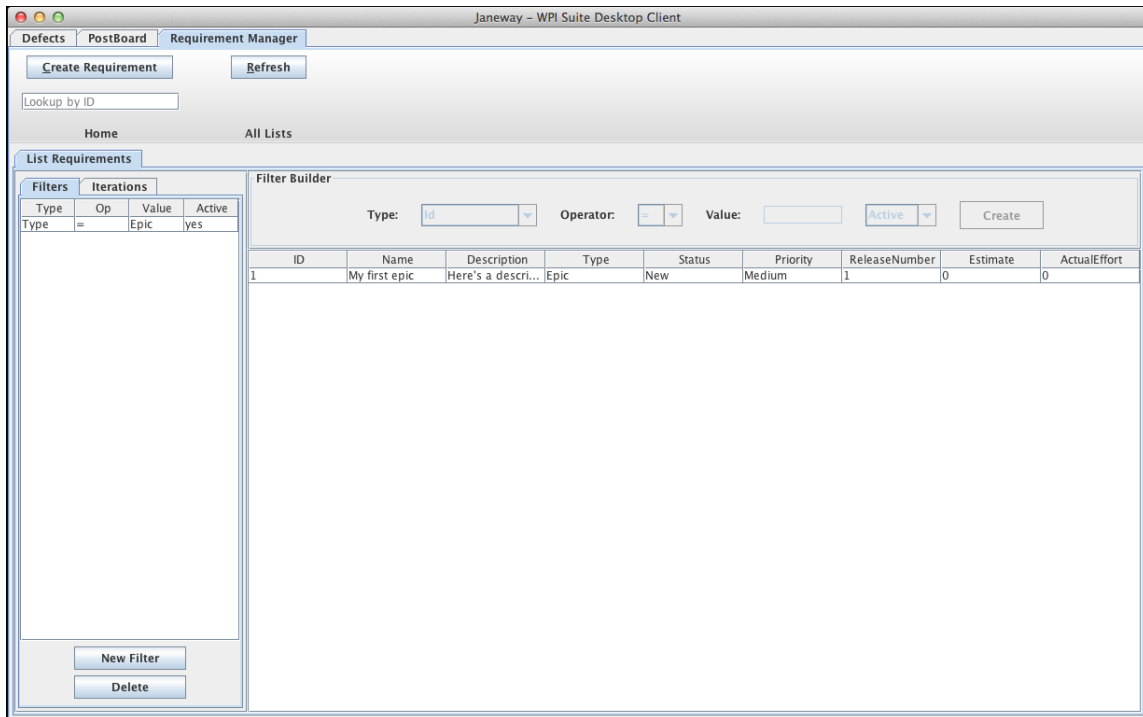 Janeway – WPI Suite Desktop Client
Defects PostBoard Requirement Manager
Create Requirement Refresh
Lookup by ID
Home All Lists
List Requirements
Filters Iterations
Type Op Value Active
Type = Epic yes
New Filter
Delete
Filter Builder
Type: Id Operator: = Value: Active Create
ID Name Description Type Status Priority ReleaseNumber Estimate ActualEffort
1 My first epic Here's a descri... Epic New Medium 1 0 0